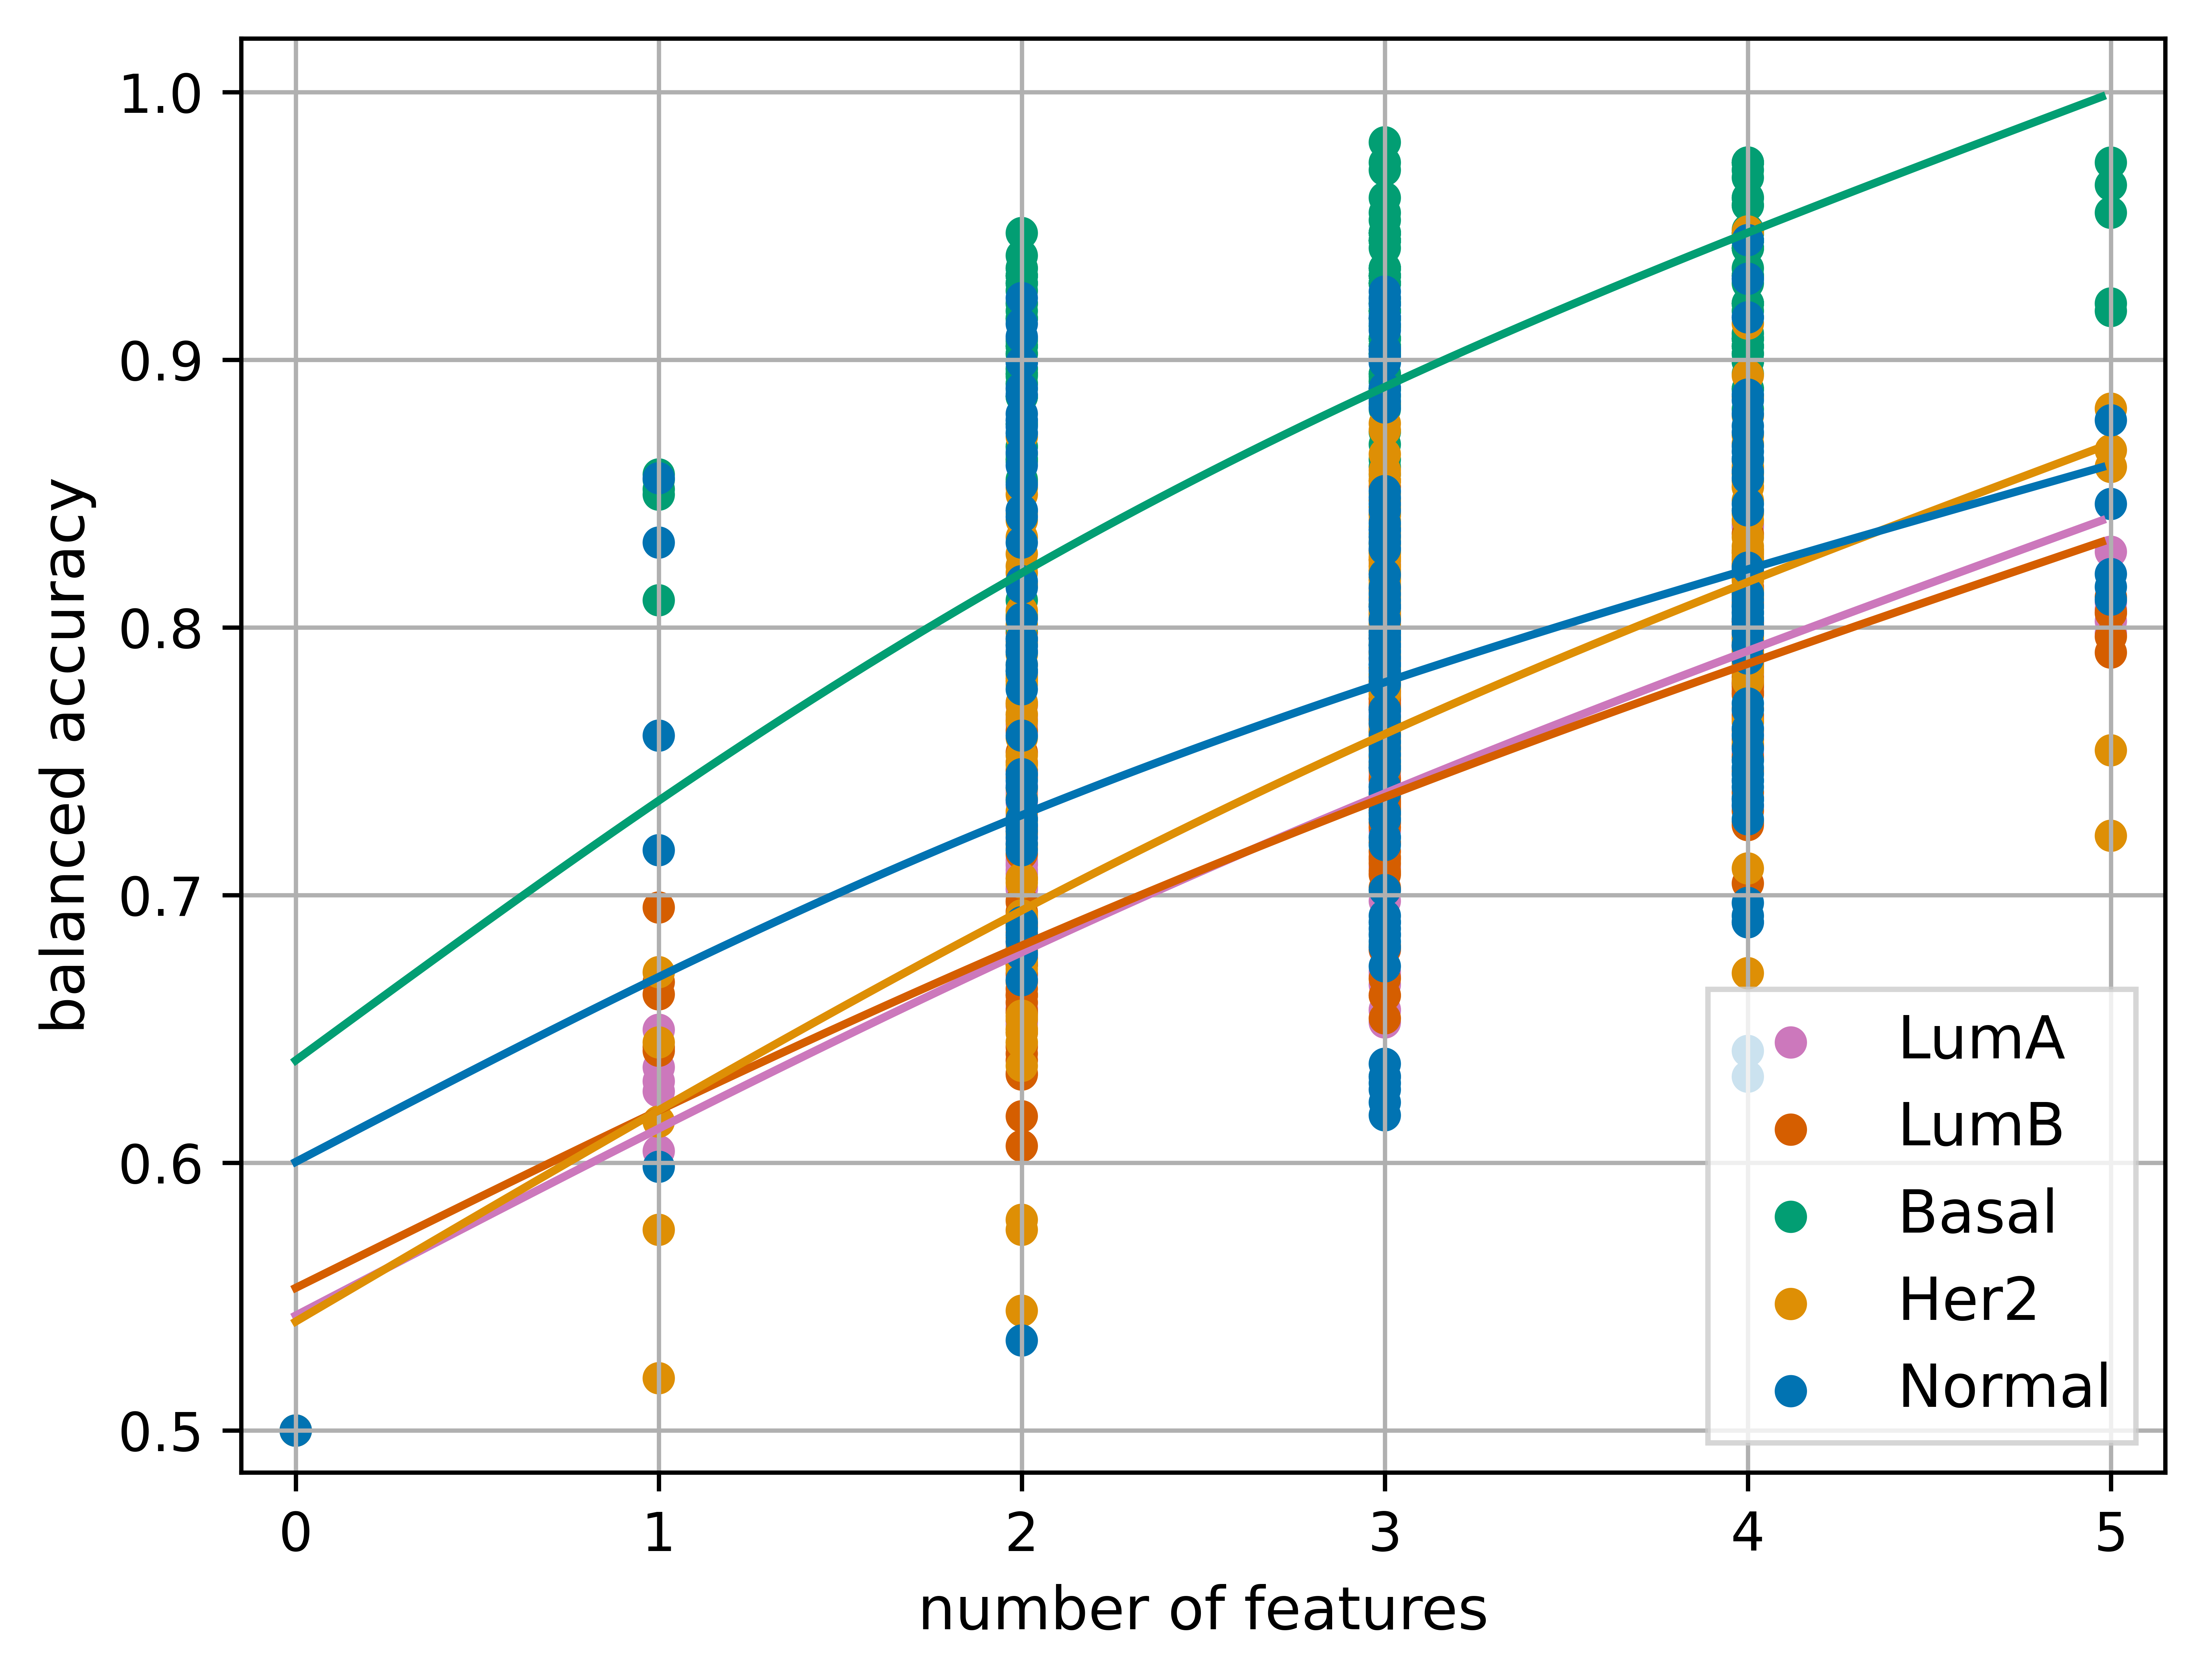 1.0
0.9
0.8
0.7
0.6
0.5
balanced accuracy
0 1 2 3 4 5
number of features
LumA
LumB
Basal
Her2
Normal